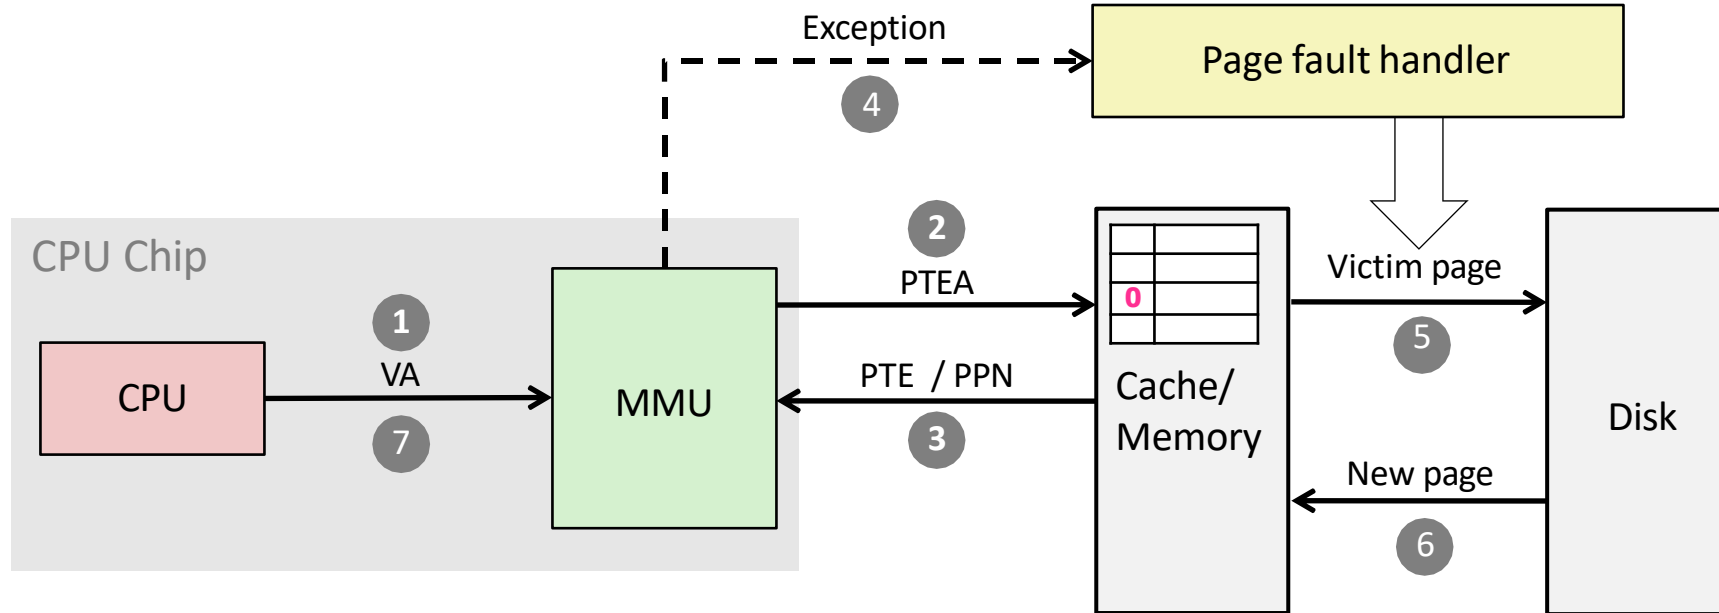 Exception
Page fault handler
4
CPU Chip
2
PTEA
0
Victim page
5
1
VA
CPU
7
MMU
PTE / PPN
3
Cache/
Memory
Disk
New page
6